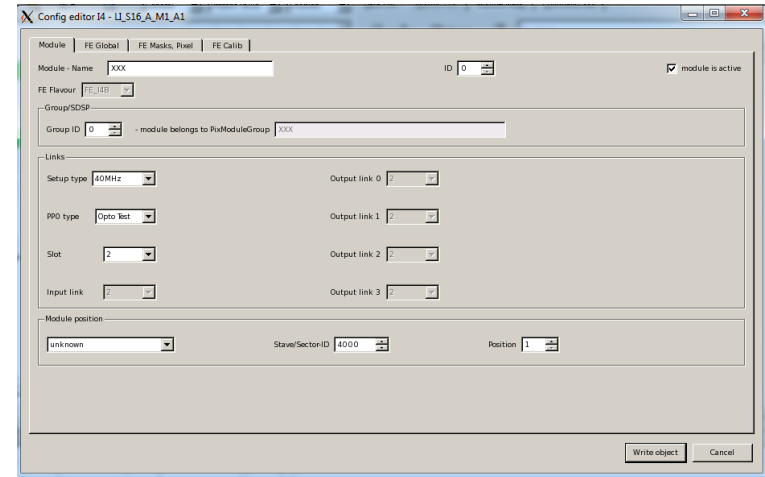 Config editor I4 - LI_S16_A_M1_A1
Module FE Global FE Masks, Pixel FE Calib
Module - Name XXX ID 0 module is active
FE Flavour FE_I4B
Group/SDSP
Group ID 0 - module belongs to PixModuleGroup XXX
Links
Setup type 40MHz Output link 0 2
PP0 type Opto Test Output link 1 2
Slot 2 Output link 2 2
Input link 2 Output link 3 2
Module position
unknown Stave/Sector-ID 4000 Position 1
Write object Cancel